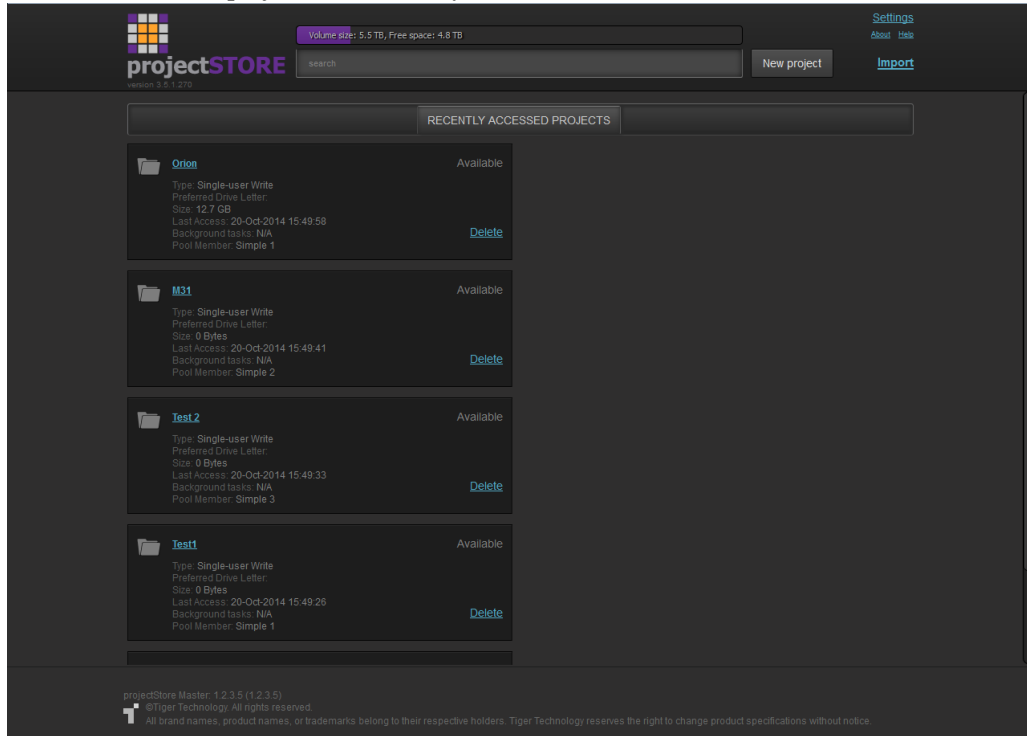 Settings
Volume size: 5.5 TB, Free space: 4.8 TB
About Help
projectSTORE
search
New project
Import
version 3.5.1.270
RECENTLY ACCESSED PROJECTS
Orion
Available
Type: Single-user Write
Preferred Drive Letter:
Size: 12.7 GB
Last Access: 20-Oct-2014 15:49:58
Background tasks: N/A
Delete
Pool Member: Simple 1
M31
Available
Type: Single-user Write
Preferred Drive Letter:
Size: 0 Bytes
Last Access: 20-Oct-2014 15:49:41
Background tasks: N/A
Delete
Pool Member: Simple 2
Test 2
Available
Type: Single-user Write
Preferred Drive Letter:
Size: 0 Bytes
Last Access: 20-Oct-2014 15:49:33
Background tasks: N/A
Delete
Pool Member: Simple 3
Test1
Available
Type: Single-user Write
Preferred Drive Letter:
Size: 0 Bytes
Last Access: 20-Oct-2014 15:49:26
Background tasks: N/A
Delete
Pool Member: Simple 1
projectStore Master: 1.2.3.5 (1.2.3.5)
©Tiger Technology. All rights reserved.
All brand names, product names, or trademarks belong to their respective holders. Tiger Technology reserves the right to change product specifications without notice.